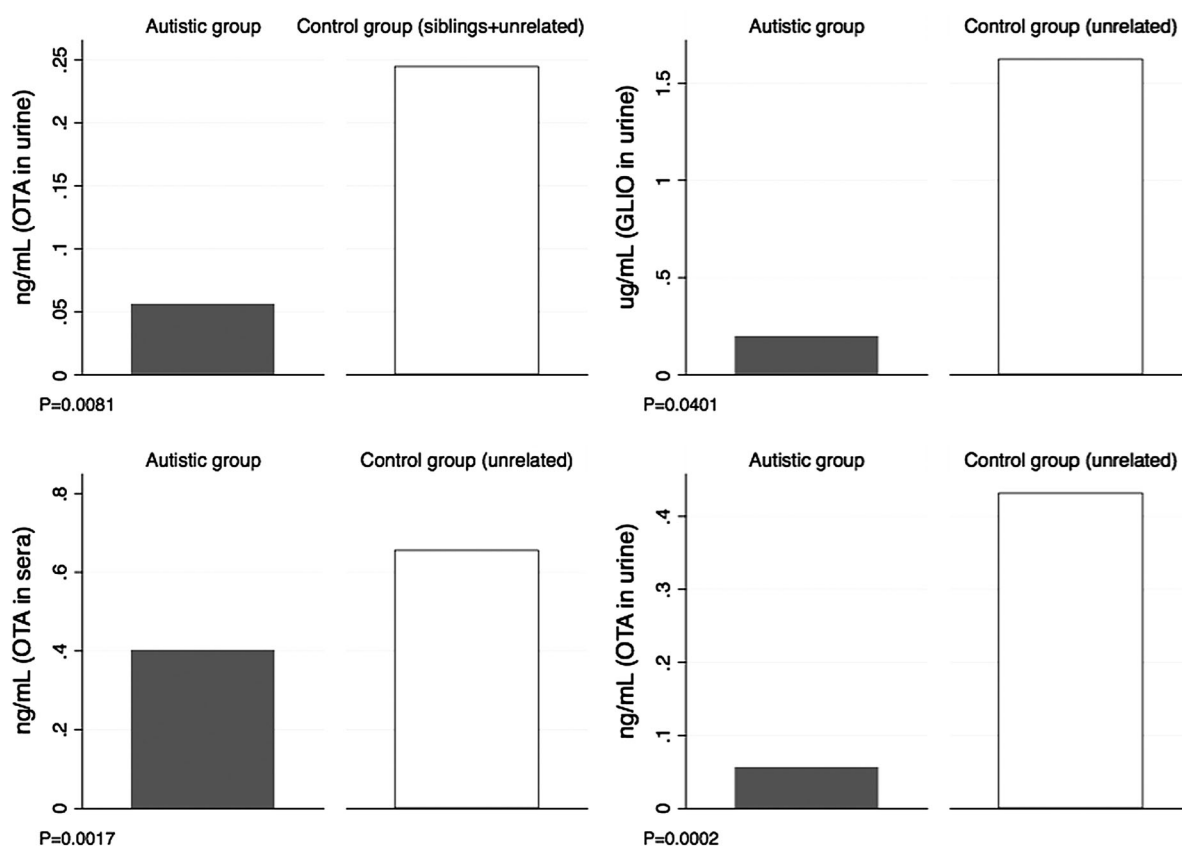 Autistic group Control group (siblings+unrelated)
ng/mL (OTA in urine)
.25
.2
.15
.1
.05
0
P=0.0081
Autistic group Control group (unrelated)
ug/mL (GLIO in urine)
1.5
1
.5
0
P=0.0401
Autistic group Control group (unrelated)
ng/mL (OTA in sera)
.8
.6
.4
.2
0
P=0.0017
Autistic group Control group (unrelated)
ng/mL (OTA in urine)
.4
.3
.2
.1
0
P=0.0002